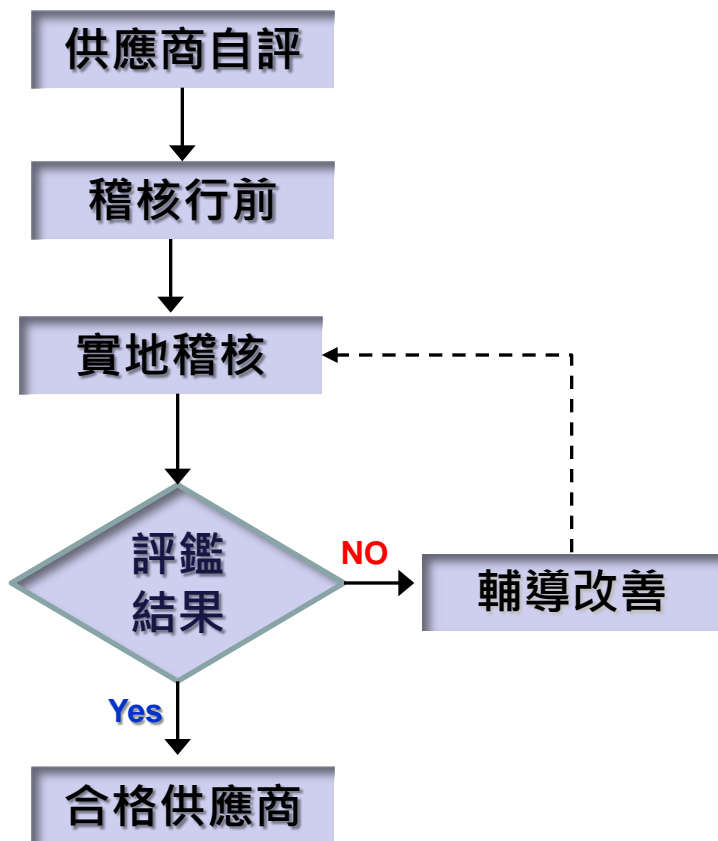 供應商自評
稽核行前
實地稽核
評鑑
結果
NO
輔導改善
Yes
合格供應商